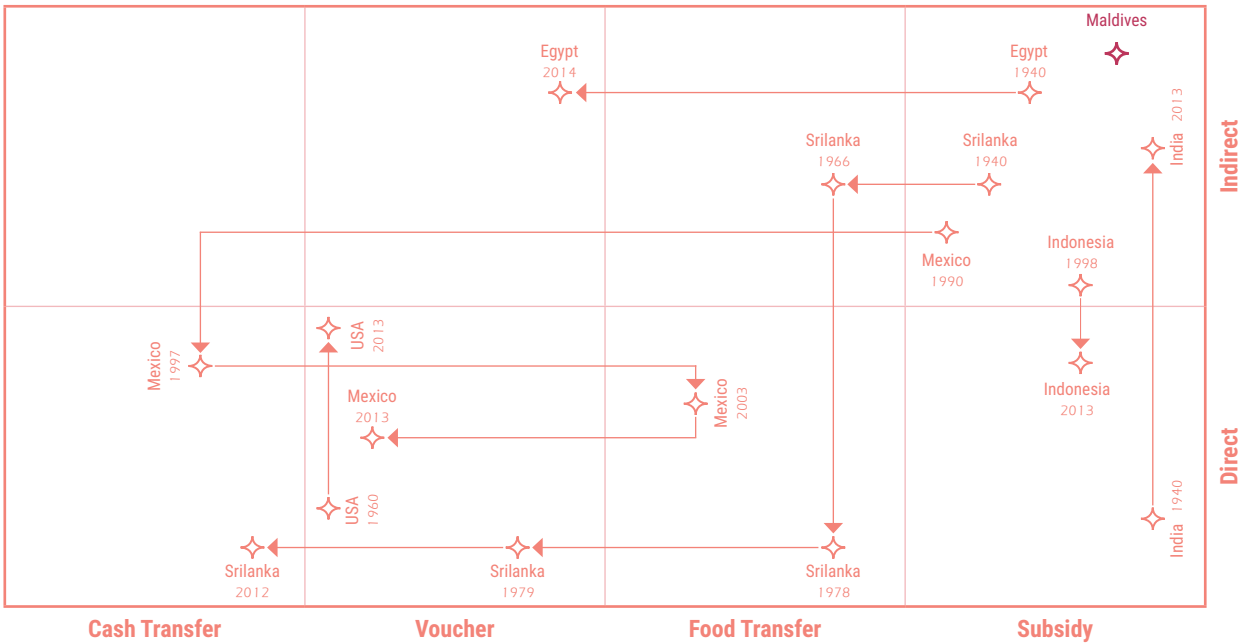 Maldives
Egypt
2014
Egypt
1940
India 2013
Srilanka
1966
Srilanka
1940
Indirect
Mexico
1990
Indonesia
1998
USA
2013
Mexico
1997
Mexico
2013
Mexico
2003
Indonesia
2013
Direct
USA
1960
India 1940
Srilanka
2012
Srilanka
1979
Srilanka
1978
Cash Transfer
Voucher
Food Transfer
Subsidy